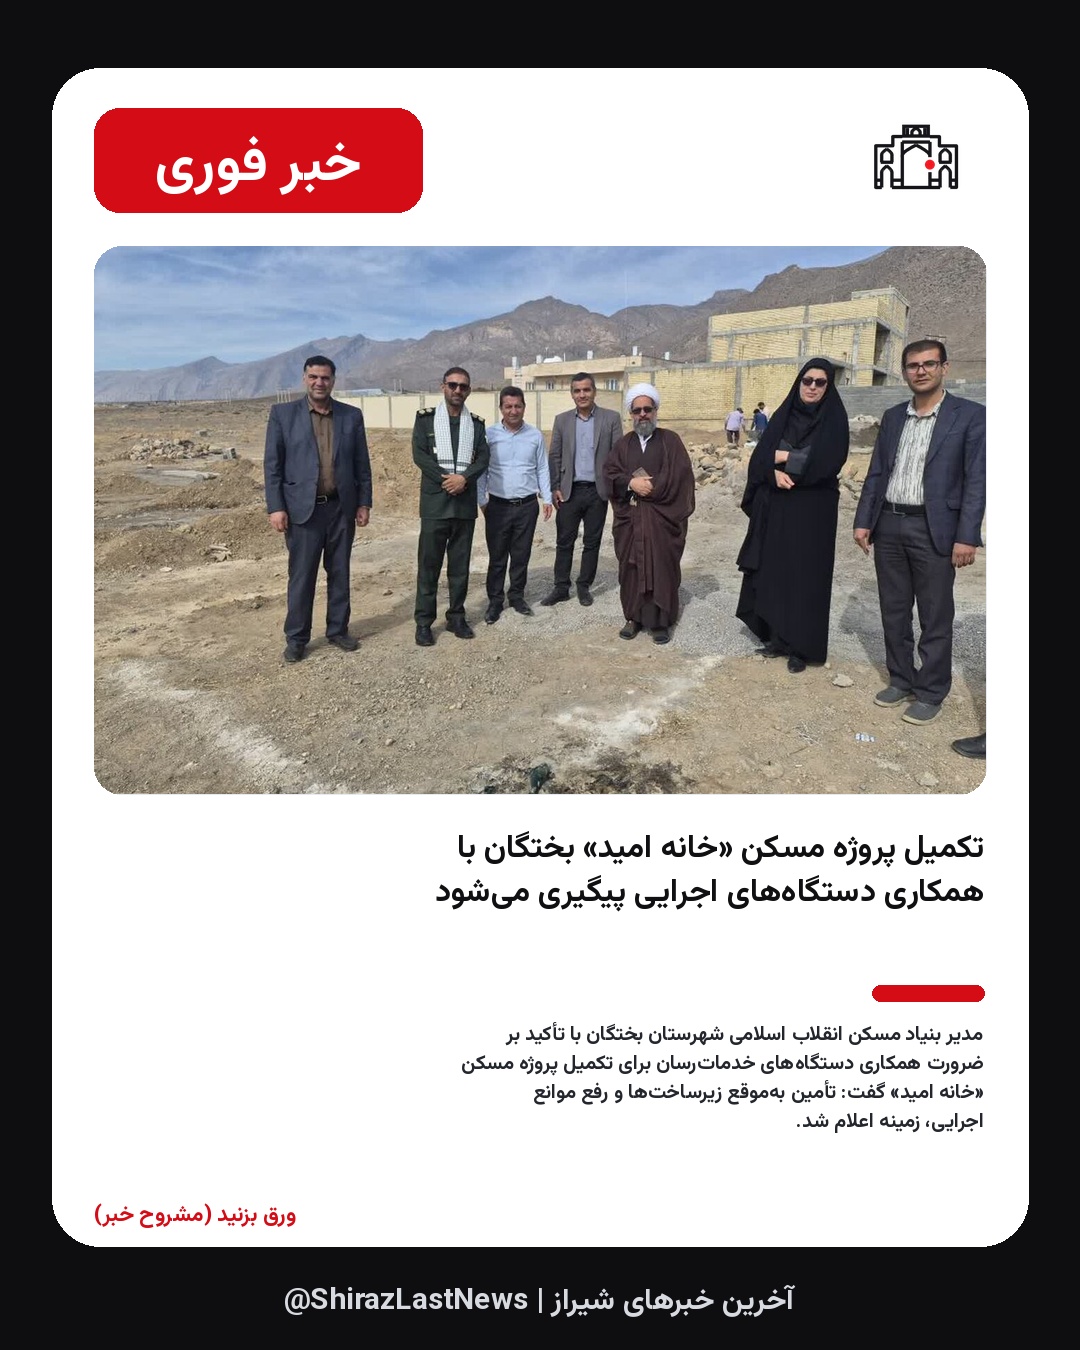 خبر فوری
تکمیل پروژه مسکن «خانه امید» بختگان با
همکاری دستگاه‌های اجرایی پیگیری می‌شود
مدیر بنیاد مسکن انقلاب اسلامی شهرستان بختگان با تأکید بر
ضرورت همکاری دستگاه‌های خدمات‌رسان برای تکمیل پروژه مسکن
«خانه امید» گفت: تأمین به‌موقع زیرساخت‌ها و رفع موانع
اجرایی، زمینه اعلام شد.
ورق بزنید (مشروح خبر)
آخرین خبرهای شیراز | @ShirazLastNews